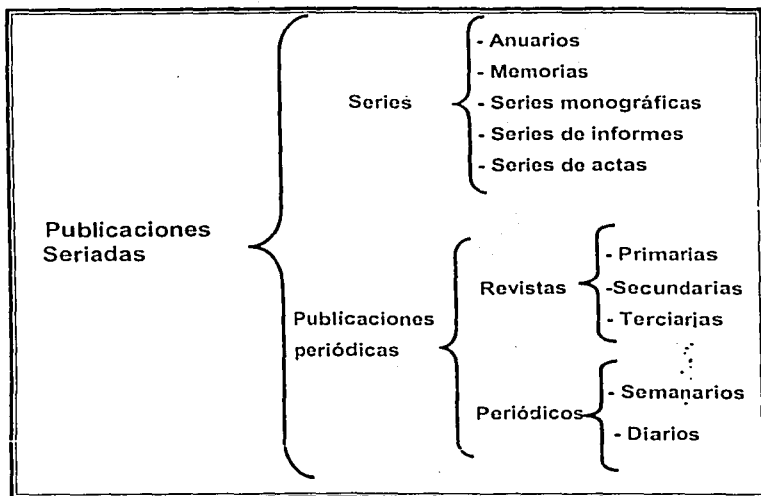 Publicaciones
Seriadas
Series
- Anuarios
- Memorias
- Series monográficas
- Series de informes
- Series de actas
Publicaciones
periódicas
Revistas
- Primarias
-Secundarias
- Terciarias
Periódicos
- Semanarios
- Diarios